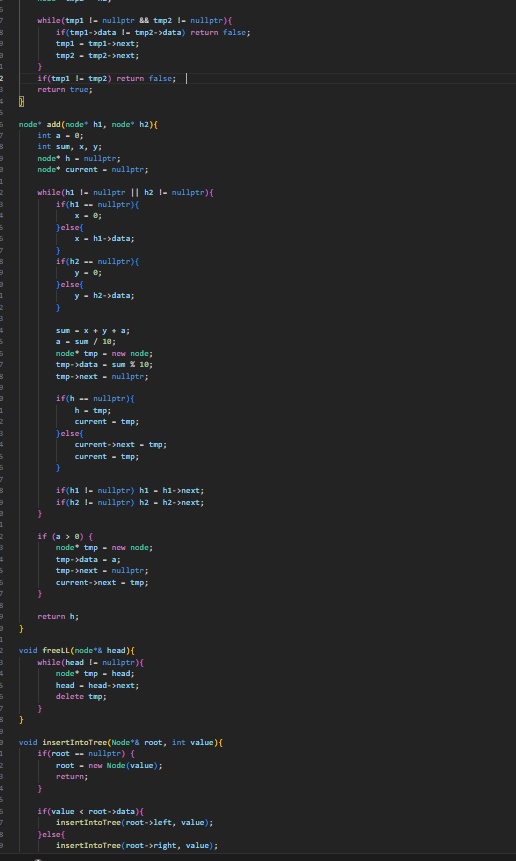 while(tmp1 != nullptr && tmp2 != nullptr){
if(tmp1->data != tmp2->data) return false;
tmp1 = tmp1->next;
tmp2 = tmp2->next;
}
if(tmp1 != tmp2) return false;
return true;
}
node* add(node* h1, node* h2){
int a = 0;
int sum, x, y;
node* h = nullptr;
node* current = nullptr;
while(h1 != nullptr || h2 != nullptr){
if(h1 == nullptr){
x = 0;
}else{
x = h1->data;
}
if(h2 == nullptr){
y = 0;
}else{
y = h2->data;
}
sum = x + y + a;
a = sum / 10;
node* tmp = new node;
tmp->data = sum % 10;
tmp->next = nullptr;
if(h == nullptr){
h = tmp;
current = tmp;
}else{
current->next = tmp;
current = tmp;
}
if(h1 != nullptr) h1 = h1->next;
if(h2 != nullptr) h2 = h2->next;
}
if (a > 0) {
node* tmp = new node;
tmp->data = a;
tmp->next = nullptr;
current->next = tmp;
}
return h;
}
void freeLL(node*& head){
while(head != nullptr){
node* tmp = head;
head = head->next;
delete tmp;
}
}
void insertIntoTree(Node*& root, int value){
if(root == nullptr) {
root = new Node(value);
return;
}
if(value < root->data){
insertIntoTree(root->left, value);
}else{
insertIntoTree(root->right, value);